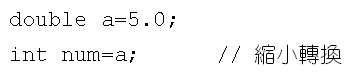 double a=5.0;
int num=a; // 縮小轉換